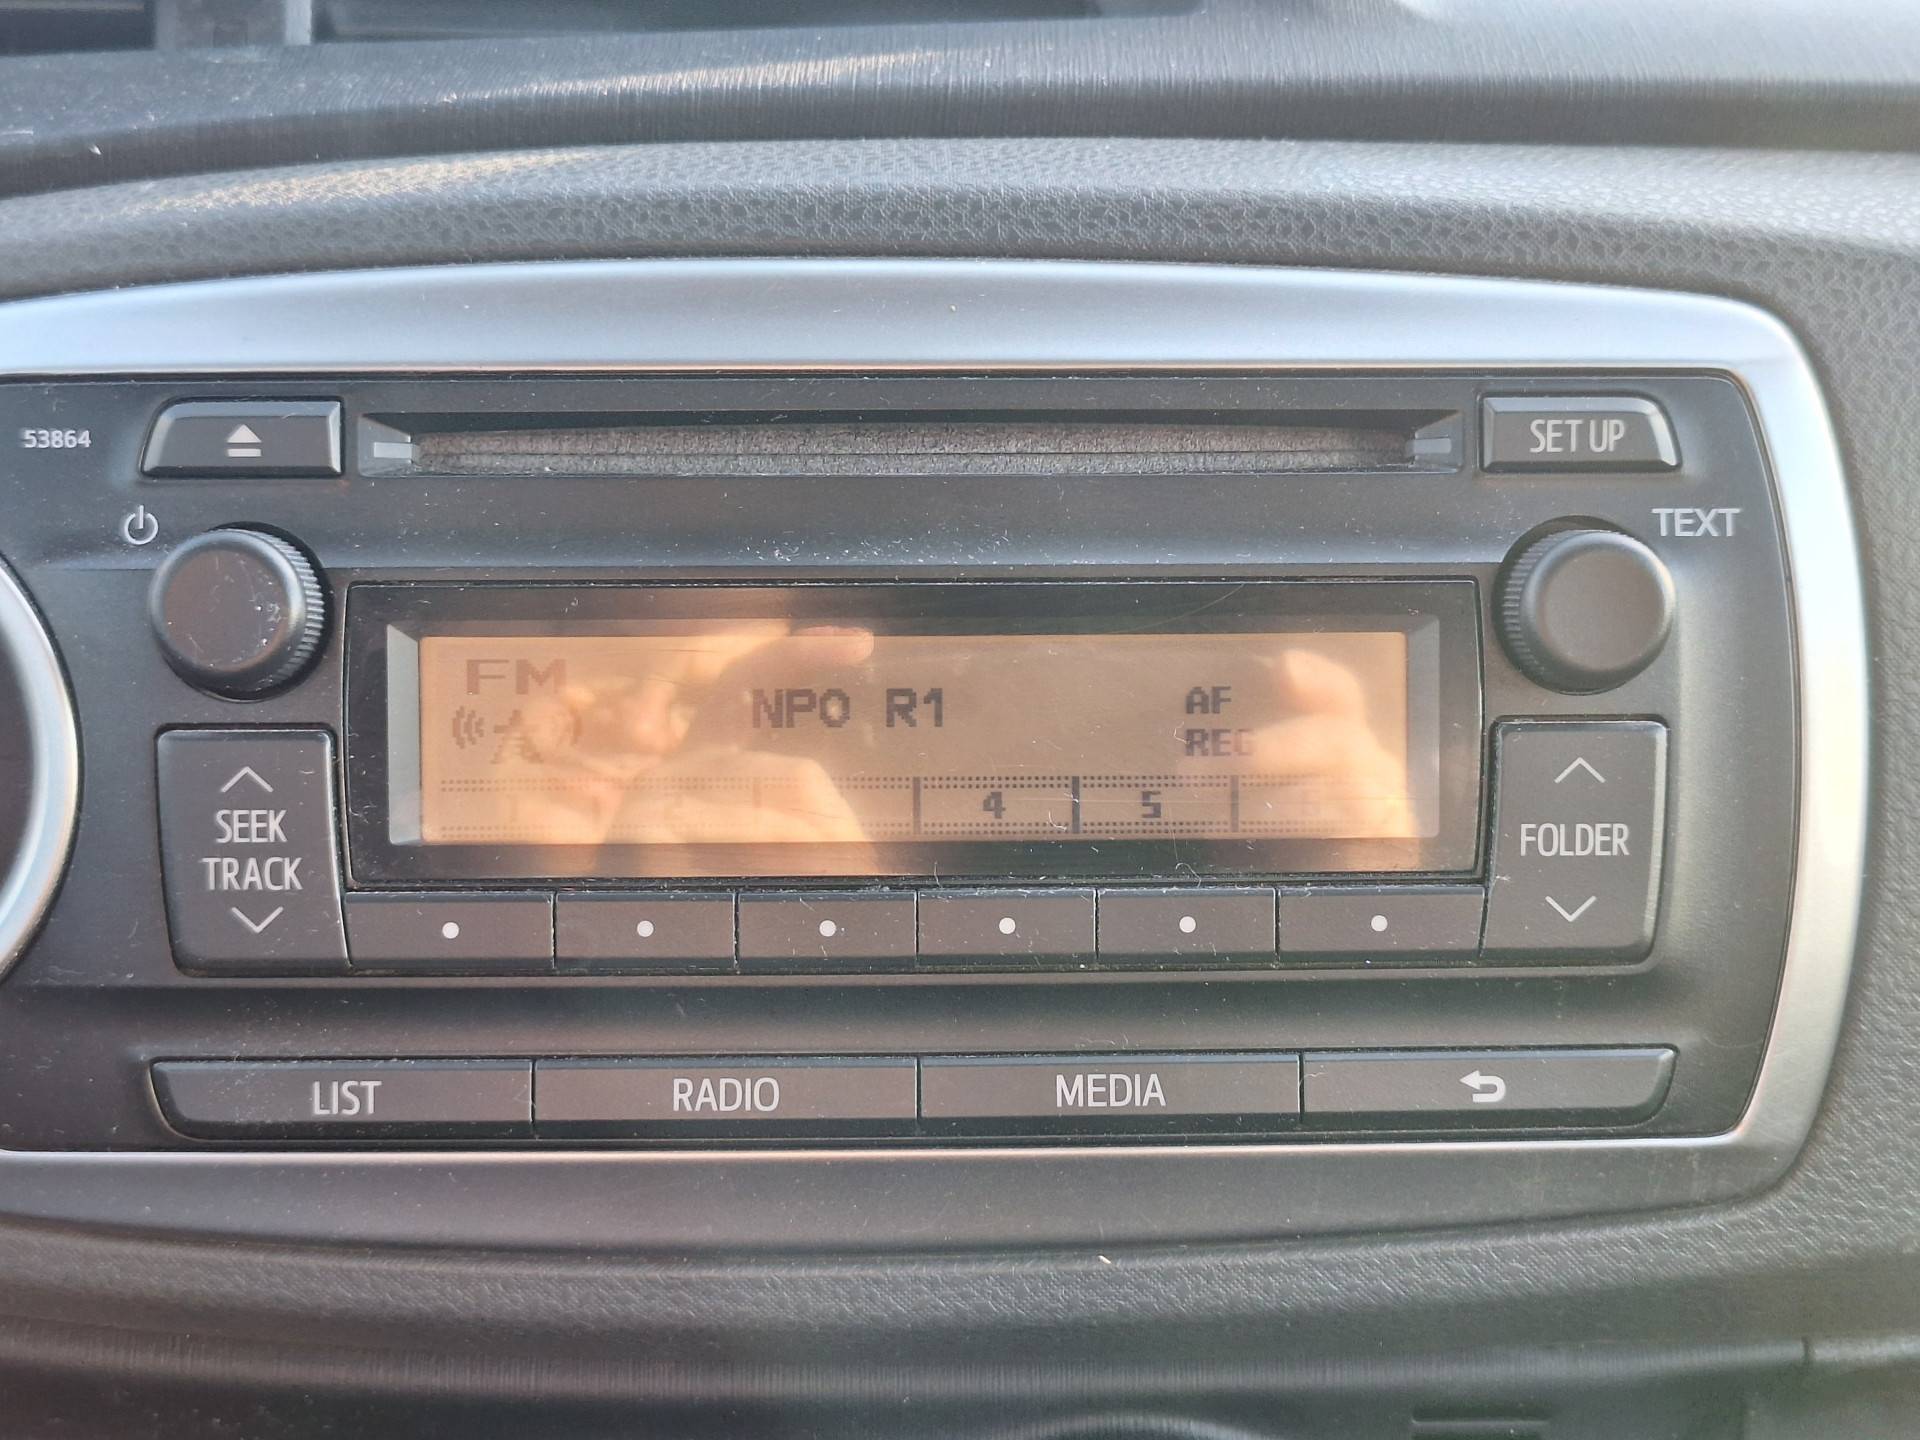 53864
SET UP
TEXT
FM
NPO R1
AF
REG
4
5
SEEK
TRACK
FOLDER
LIST
RADIO
MEDIA